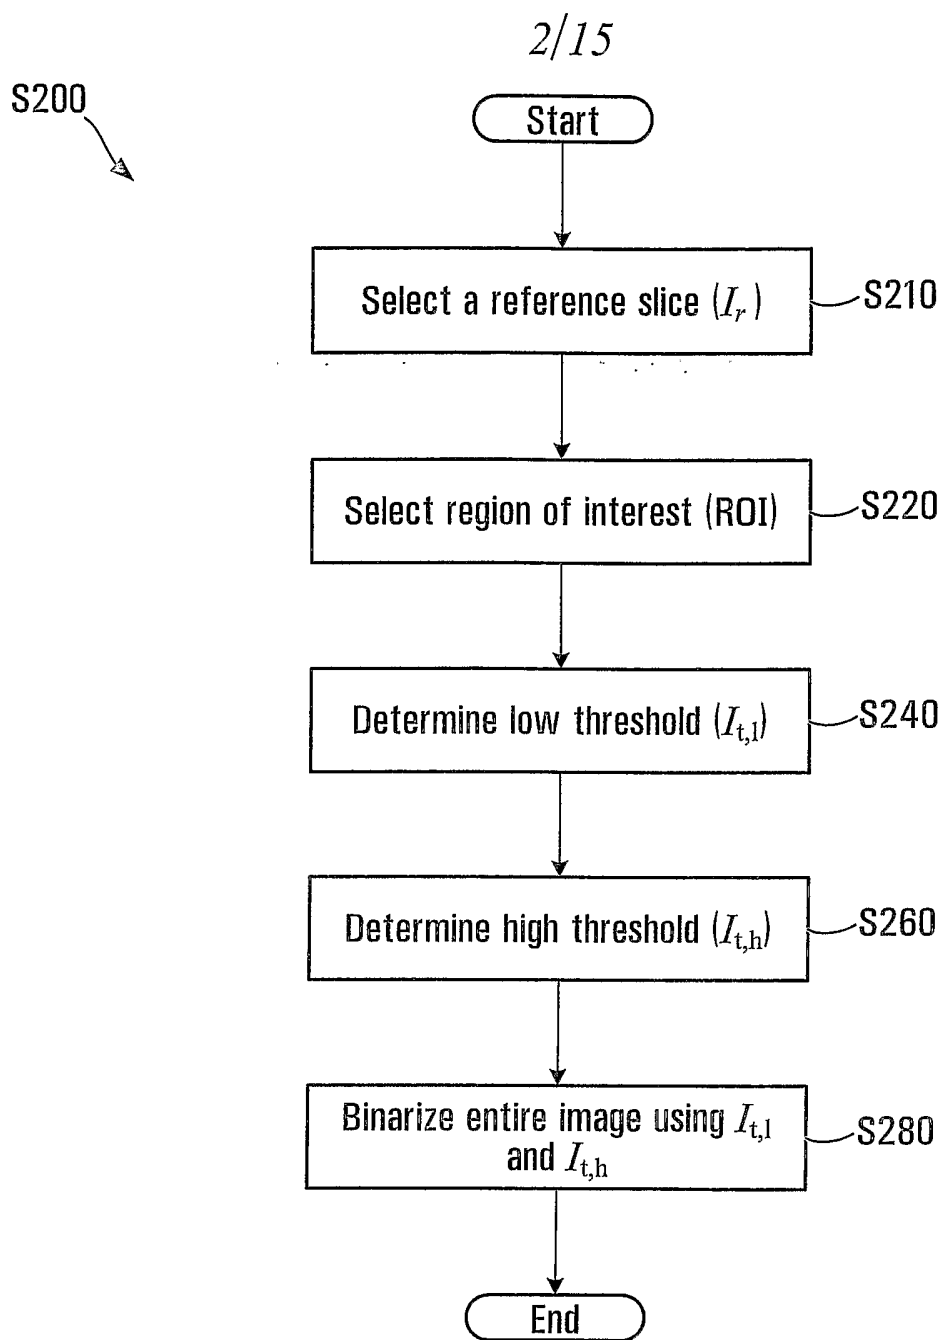 2/15
S200
Start
Select a reference slice (I_r)
S210
Select region of interest (ROI)
S220
Determine low threshold (I_t,l)
S240
Determine high threshold (I_t,h)
S260
Binarize entire image using I_t,l
and I_t,h
S280
End